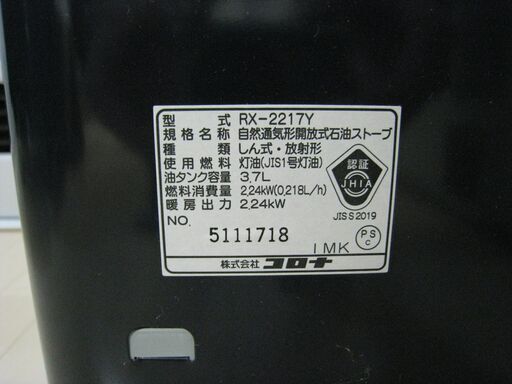 型 式 RX-2217Y
規格名称 自然通気形開放式石油ストーブ
種 類 しん式・放射形
使用燃料 灯油(JIS1号灯油)
油タンク容量 3.7L
燃料消費量 2.24kW(0.218L/h)
暖房出力 2.24kW
NO. 5111718
1MK
認証
JHIA
JIS S 2019
PS
C
株式会社 コロナ